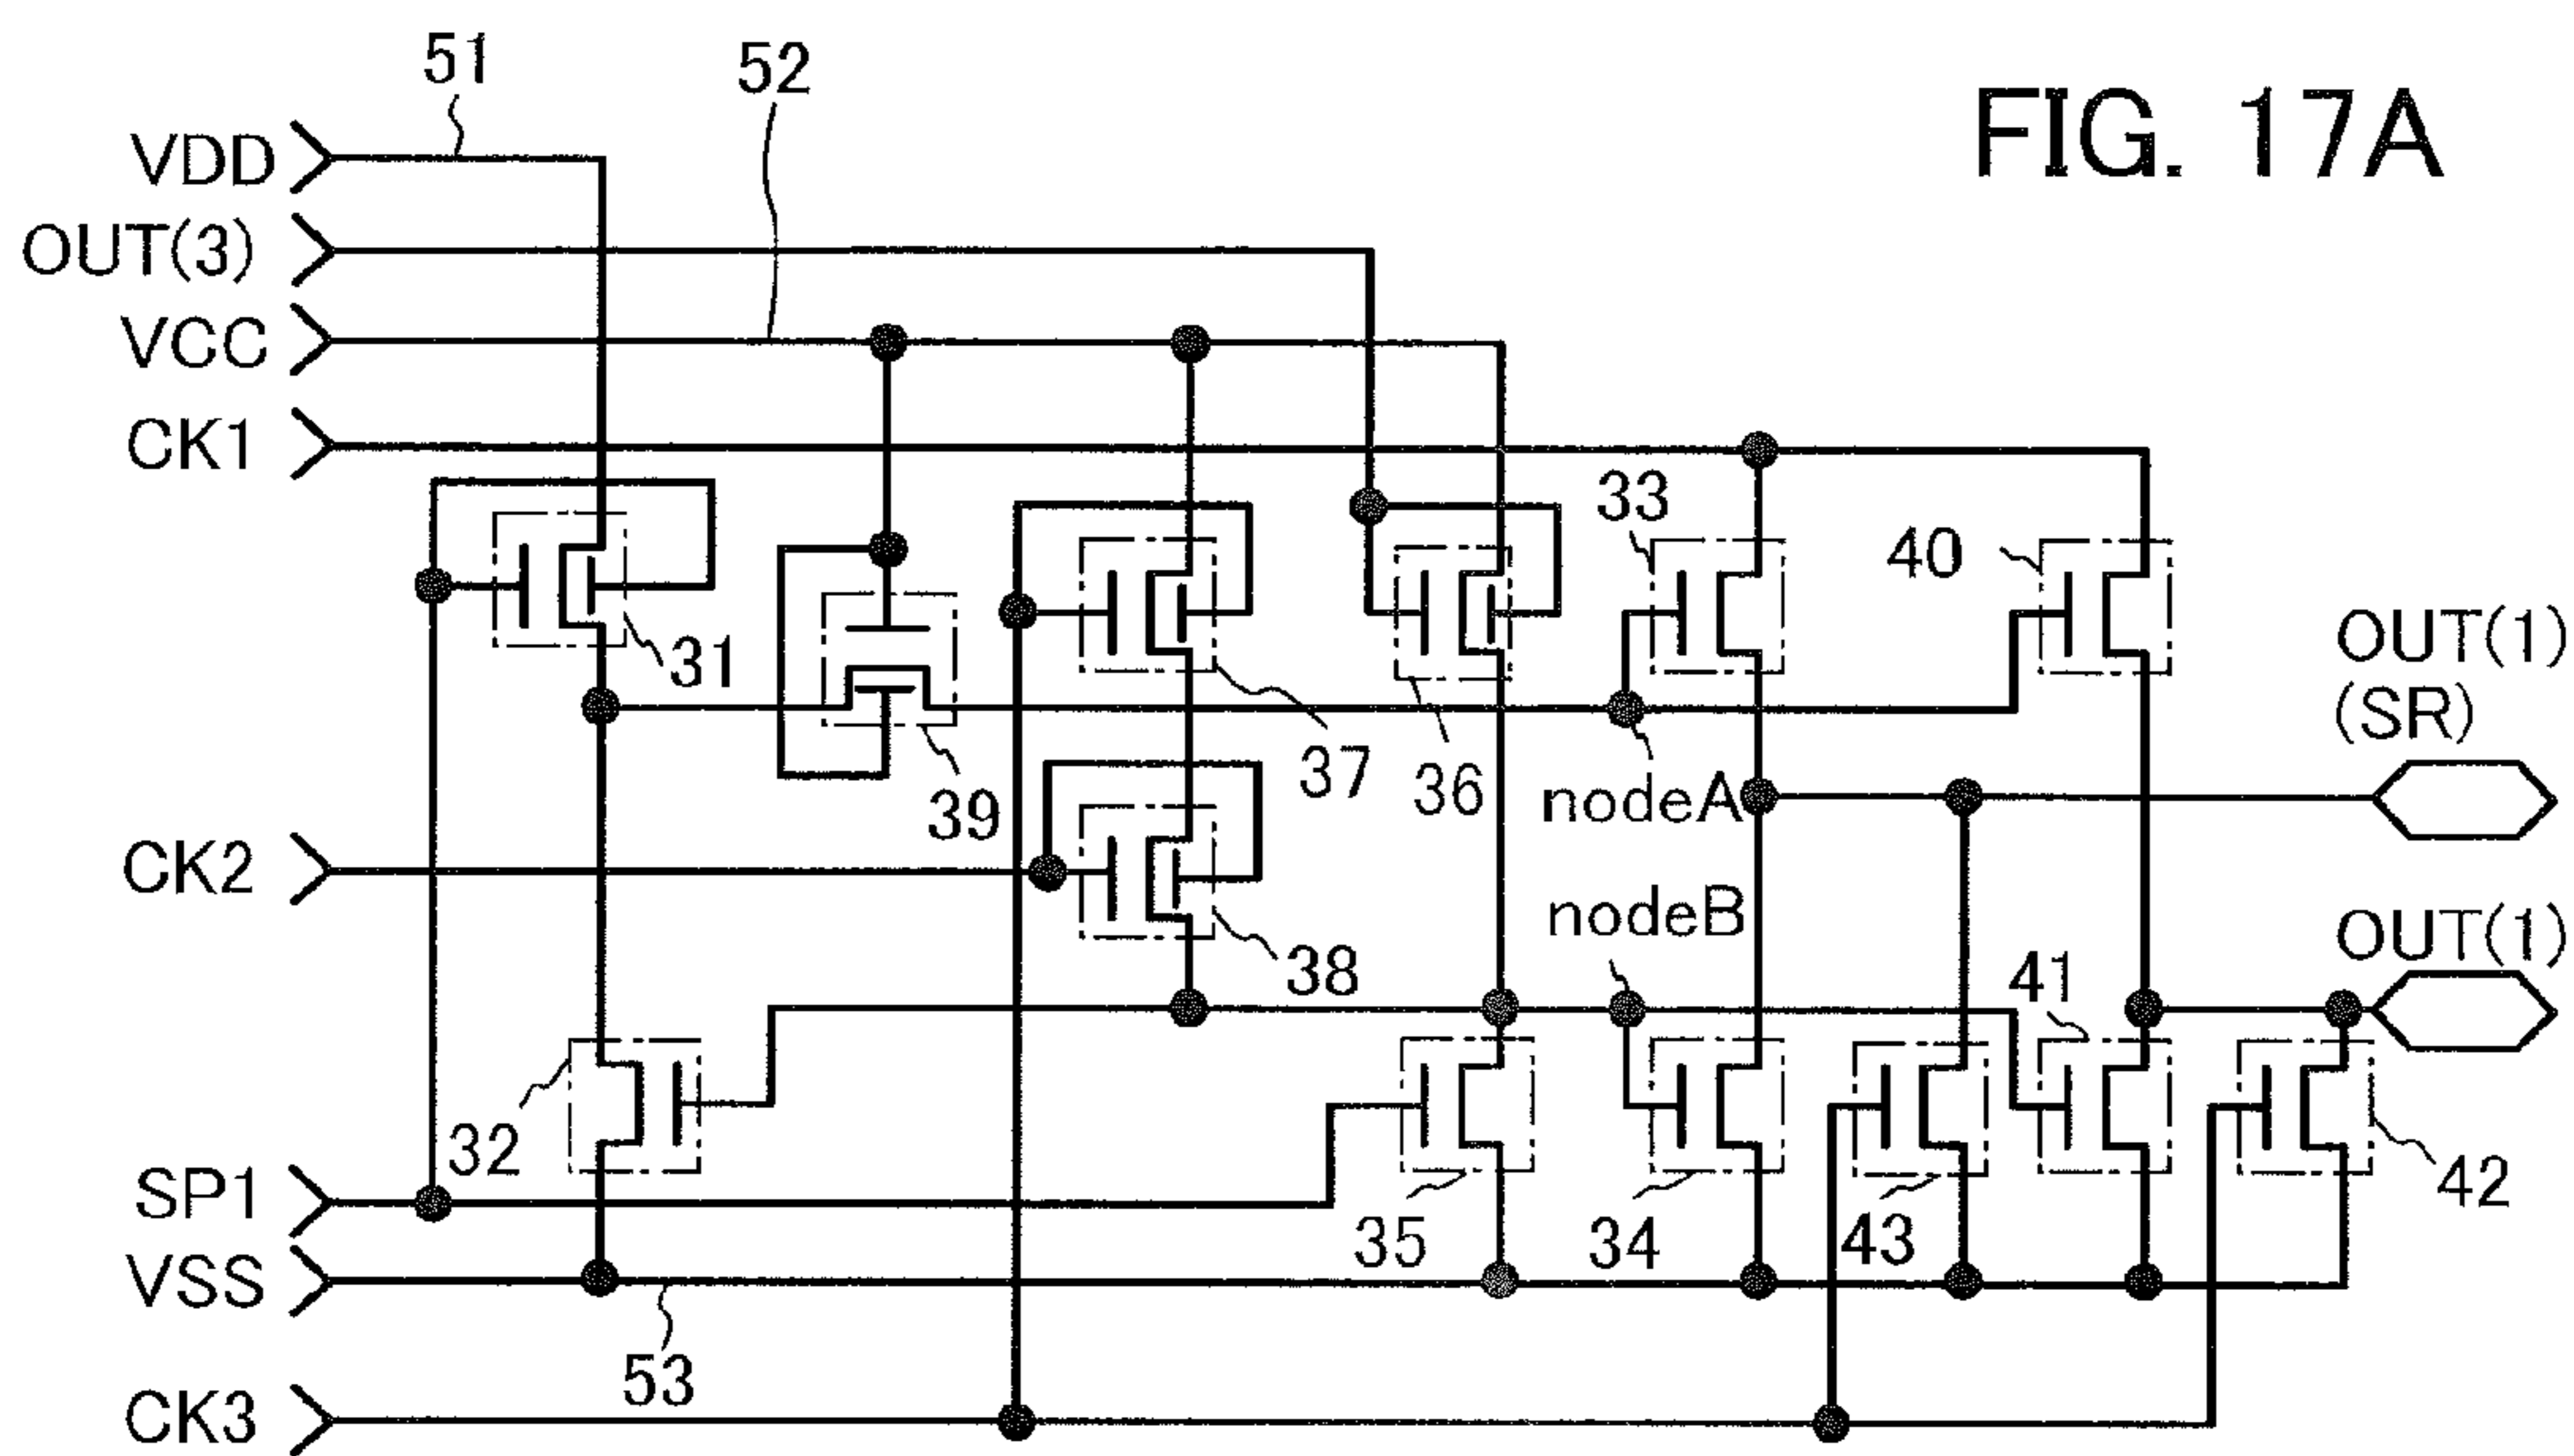 FIG. 17A
51
52
VDD
OUT(3)
VCC
CK1
33
40
OUT(1)
(SR)
31
37
36
39
nodeA
CK2
nodeB
OUT(1)
38
41
32
SP1
42
35
34
43
VSS
53
CK3